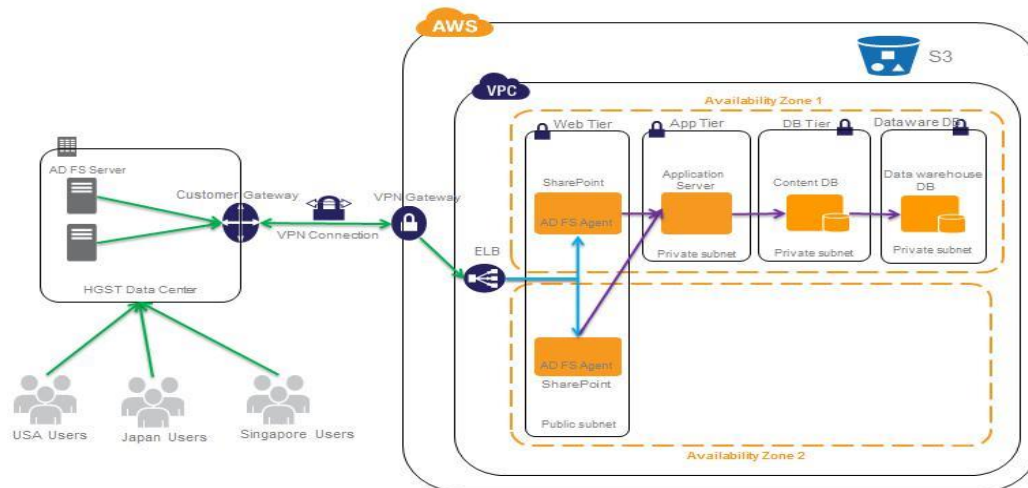 AWS
S3
VPC
Availability Zone 1
Web Tier
App Tier
DB Tier
Dataware DB
AD FS Server
Customer Gateway
VPN Gateway
VPN Connection
SharePoint
AD FS Agent
Application
Server
Content DB
Data warehouse
DB
Private subnet
Private subnet
Private subnet
ELB
HGST Data Center
AD FS Agent
SharePoint
Public subnet
USA Users
Japan Users
Singapore Users
Availability Zone 2